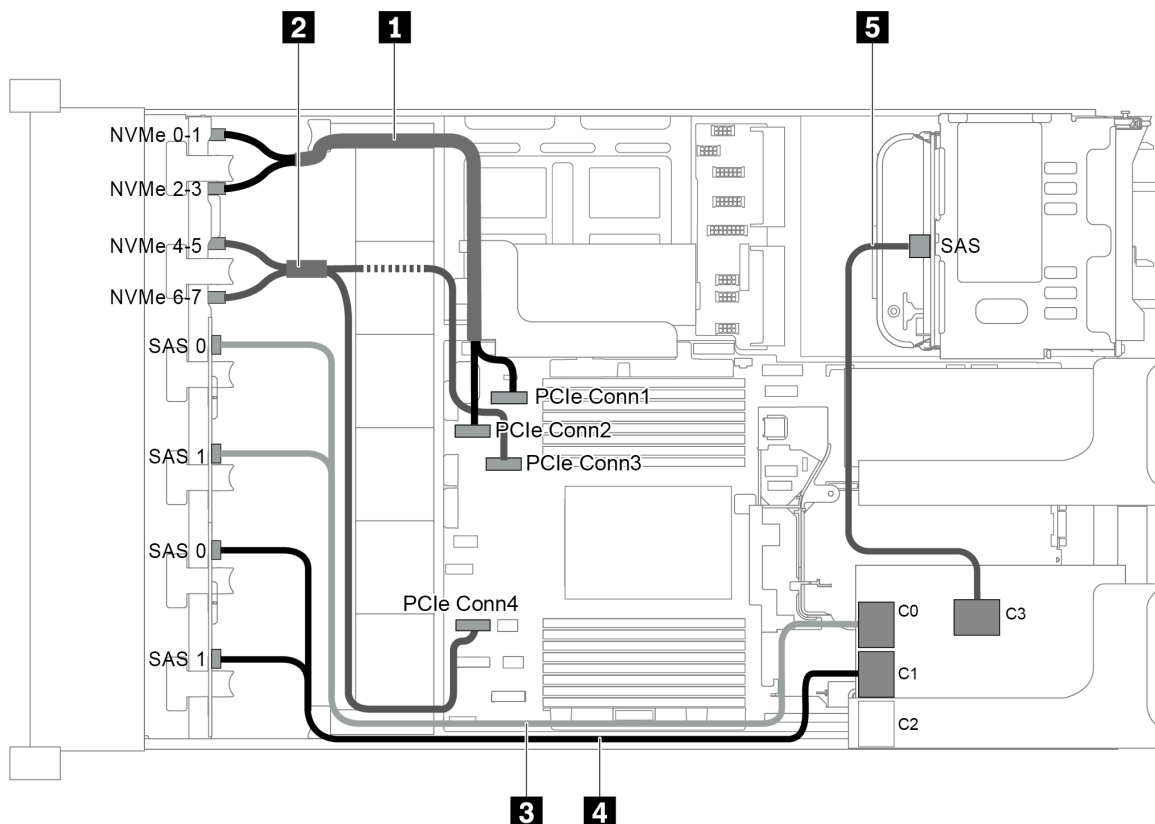 2
1
5
NVMe 0-1
NVMe 2-3
NVMe 4-5
SAS
NVMe 6-7
SAS 0
PCIe Conn1
PCIe Conn2
SAS 1
PCIe Conn3
SAS 0
PCIe Conn4
C0
C3
SAS 1
C1
C2
3
4